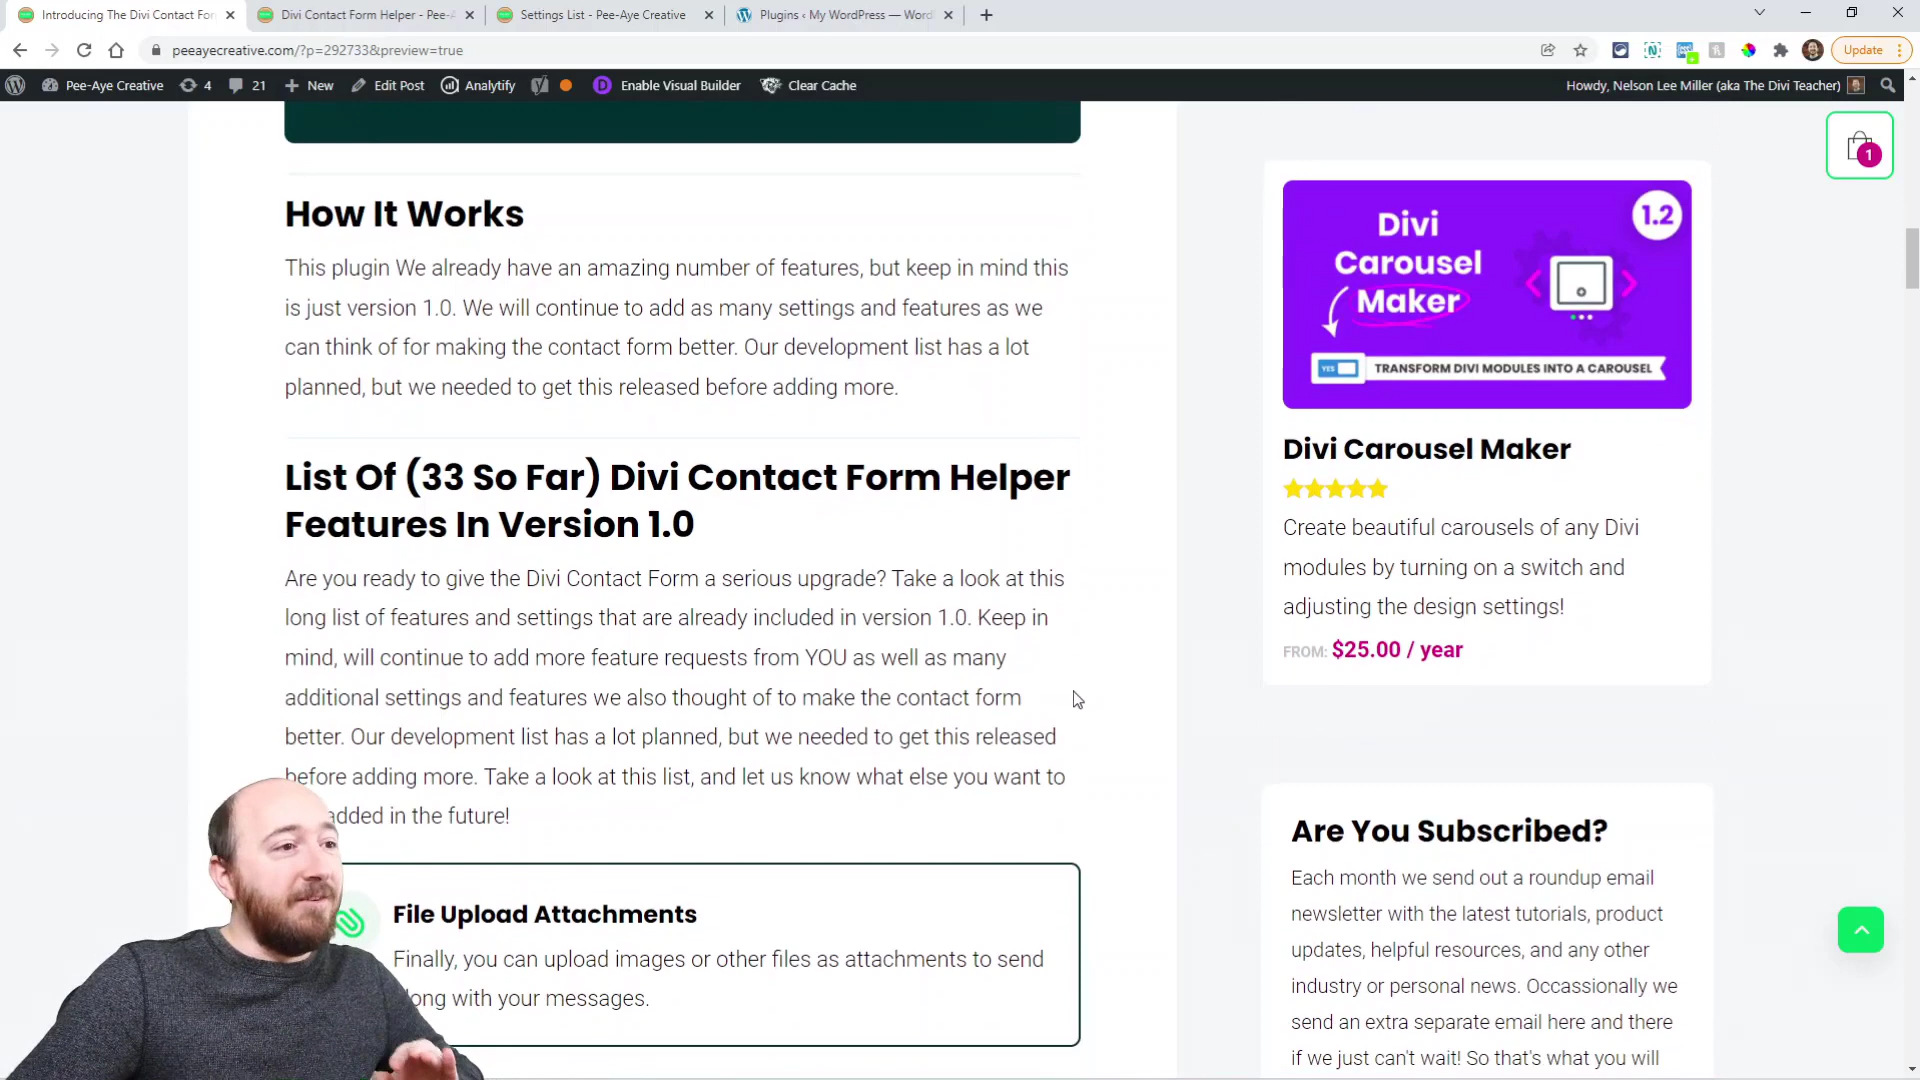 Introducing The Divi Contact For
Divi Contact Form Helper - Pee-A
Settings List - Pee-Aye Creative
Plugins ‹ My WordPress — Word
peeayecreative.com/?p=292733&preview=true
Update
Pee-Aye Creative
4
21
New
Edit Post
Analytify
Enable Visual Builder
Clear Cache
Howdy, Nelson Lee Miller (aka The Divi Teacher)
1
How It Works
This plugin We already have an amazing number of features, but keep in mind this
is just version 1.0. We will continue to add as many settings and features as we
can think of for making the contact form better. Our development list has a lot
planned, but we needed to get this released before adding more.
List Of (33 So Far) Divi Contact Form Helper
Features In Version 1.0
Are you ready to give the Divi Contact Form a serious upgrade? Take a look at this
long list of features and settings that are already included in version 1.0. Keep in
mind, will continue to add more feature requests from YOU as well as many
additional settings and features we also thought of to make the contact form
better. Our development list has a lot planned, but we needed to get this released
before adding more. Take a look at this list, and let us know what else you want to
added in the future!
File Upload Attachments
Finally, you can upload images or other files as attachments to send
long with your messages.
1.2
Divi
Carousel
Maker
YES
TRANSFORM DIVI MODULES INTO A CAROUSEL
Divi Carousel Maker
Create beautiful carousels of any Divi
modules by turning on a switch and
adjusting the design settings!
FROM: $25.00 / year
Are You Subscribed?
Each month we send out a roundup email
newsletter with the latest tutorials, product
updates, helpful resources, and any other
industry or personal news. Occassionally we
send an extra separate email here and there
if we just can't wait! So that's what you will